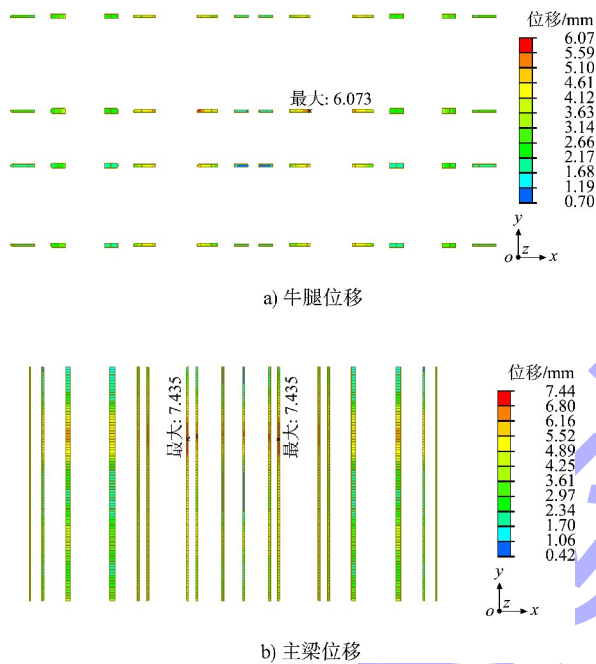 位移/mm
6.07
5.59
5.10
4.61
4.12
3.63
3.14
2.66
2.17
1.68
1.19
0.70
最大: 6.073
y
z
o
x
a) 牛腿位移
位移/mm
7.44
6.80
6.16
5.52
4.89
4.25
3.61
2.97
2.34
1.70
1.06
0.42
最大: 7.435
最大: 7.435
y
z
o
x
b) 主梁位移